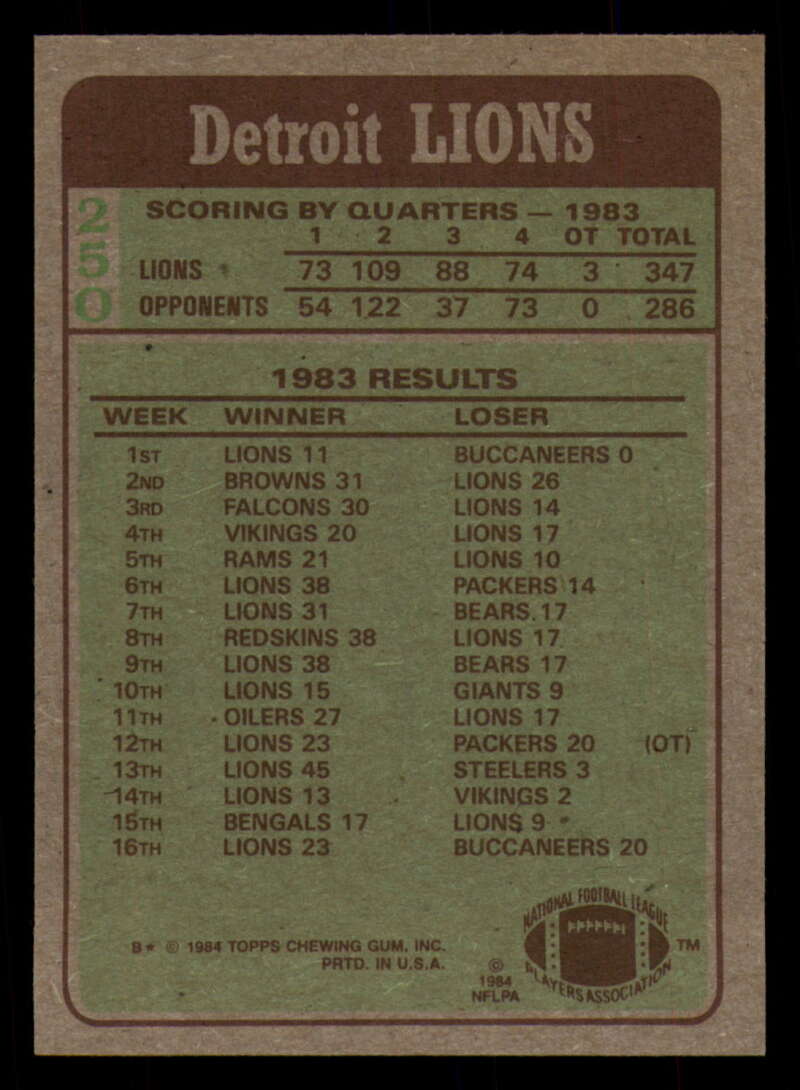 Detroit LIONS
250
SCORING BY QUARTERS — 1983
1 2 3 4 OT TOTAL
LIONS 73 109 88 74 3 347
OPPONENTS 54 122 37 73 0 286
1983 RESULTS
WEEK WINNER LOSER
1ST LIONS 11 BUCCANEERS 0
2ND BROWNS 31 LIONS 26
3RD FALCONS 30 LIONS 14
4TH VIKINGS 20 LIONS 17
5TH RAMS 21 LIONS 10
6TH LIONS 38 PACKERS 14
7TH LIONS 31 BEARS 17
8TH REDSKINS 38 LIONS 17
9TH LIONS 38 BEARS 17
10TH LIONS 15 GIANTS 9
11TH OILERS 27 LIONS 17
12TH LIONS 23 PACKERS 20 (OT)
13TH LIONS 45 STEELERS 3
14TH LIONS 13 VIKINGS 2
15TH BENGALS 17 LIONS 9
16TH LIONS 23 BUCCANEERS 20
B* © 1984 TOPPS CHEWING GUM, INC.
PRTD. IN U.S.A.
©
1984
NFLPA
NATIONAL FOOTBALL LEAGUE
PLAYERS ASSOCIATION
TM